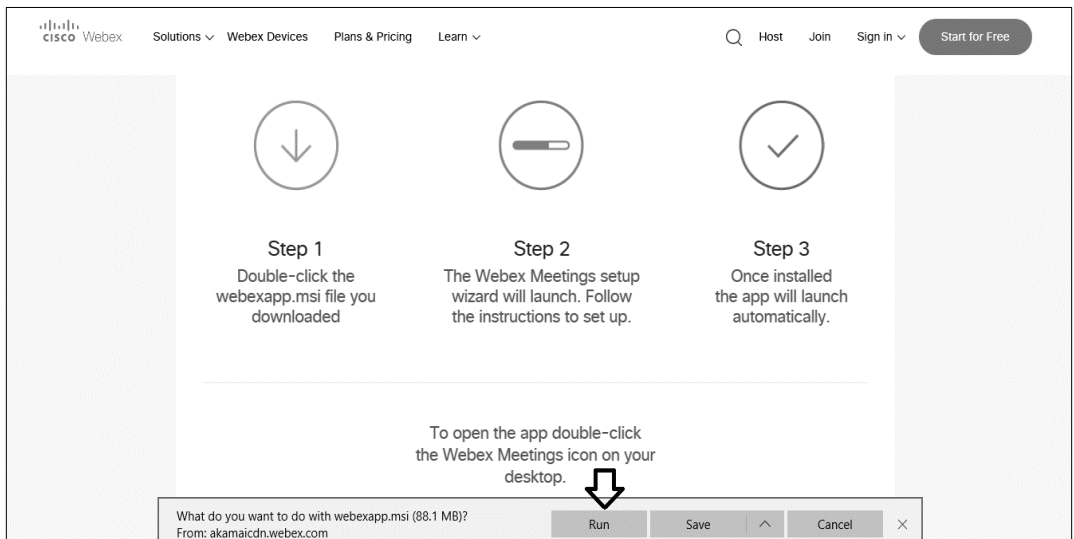 cisco Webex Solutions Webex Devices Plans & Pricing Learn Host Join Sign in Start for Free
Step 1
Double-click the
webexapp.msi file you
downloaded
Step 2
The Webex Meetings setup
wizard will launch. Follow
the instructions to set up.
Step 3
Once installed
the app will launch
automatically.
To open the app double-click
the Webex Meetings icon on your
desktop.
What do you want to do with webexapp.msi (88.1 MB)?
From: akamaicdn.webex.com
Run Save Cancel